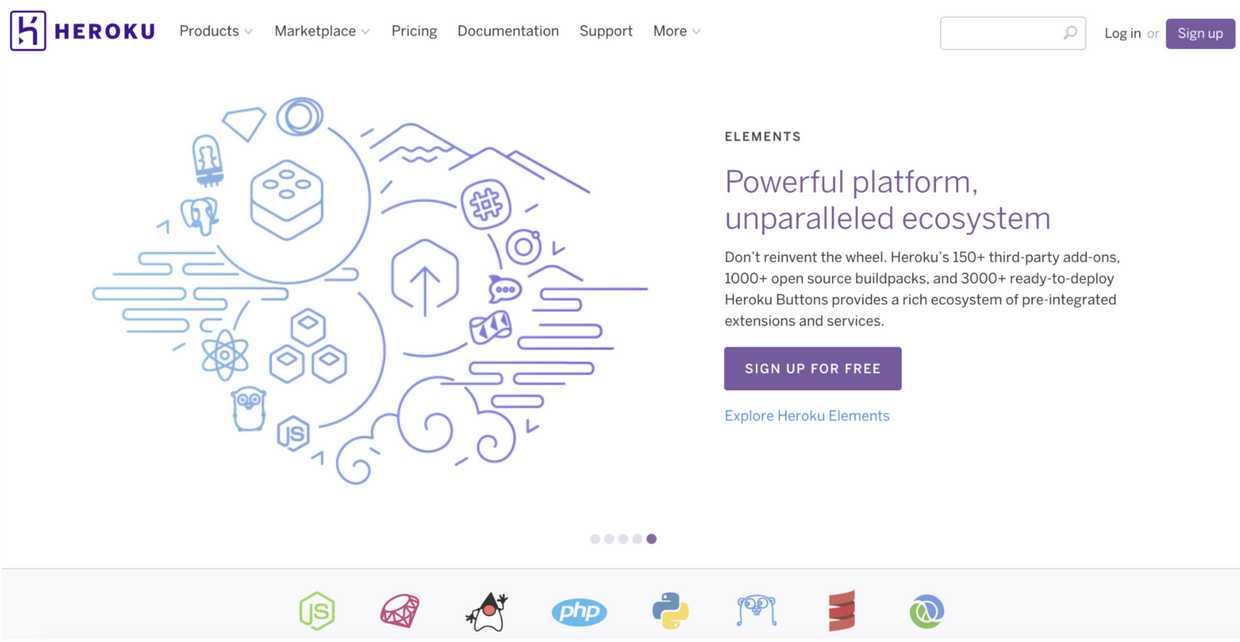 HEROKU Products Marketplace Pricing Documentation Support More Log in or Sign up
ELEMENTS
Powerful platform,
unparalleled ecosystem
Don't reinvent the wheel. Heroku's 150+ third-party add-ons,
1000+ open source buildpacks, and 3000+ ready-to-deploy
Heroku Buttons provides a rich ecosystem of pre-integrated
extensions and services.
SIGN UP FOR FREE
Explore Heroku Elements
JS
JS
php